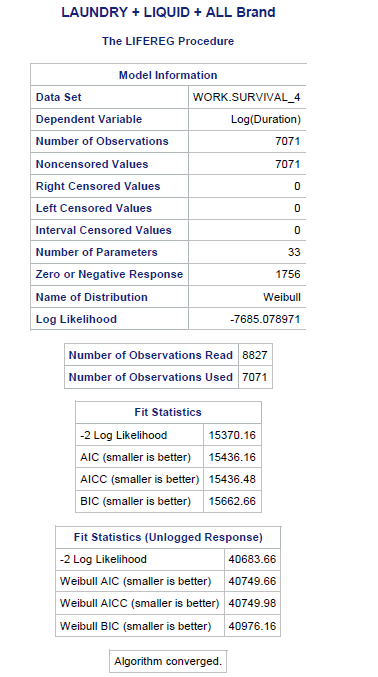 LAUNDRY + LIQUID + ALL Brand
The LIFEREG Procedure
Model Information
Data Set WORK.SURVIVAL_4
Dependent Variable Log(Duration)
Number of Observations 7071
Noncensored Values 7071
Right Censored Values 0
Left Censored Values 0
Interval Censored Values 0
Number of Parameters 33
Zero or Negative Response 1756
Name of Distribution Weibull
Log Likelihood -7685.078971
Number of Observations Read 8827
Number of Observations Used 7071
Fit Statistics
-2 Log Likelihood 15370.16
AIC (smaller is better) 15436.16
AICC (smaller is better) 15436.48
BIC (smaller is better) 15662.66
Fit Statistics (Unlogged Response)
-2 Log Likelihood 40683.66
Weibull AIC (smaller is better) 40749.66
Weibull AICC (smaller is better) 40749.98
Weibull BIC (smaller is better) 40976.16
Algorithm converged.